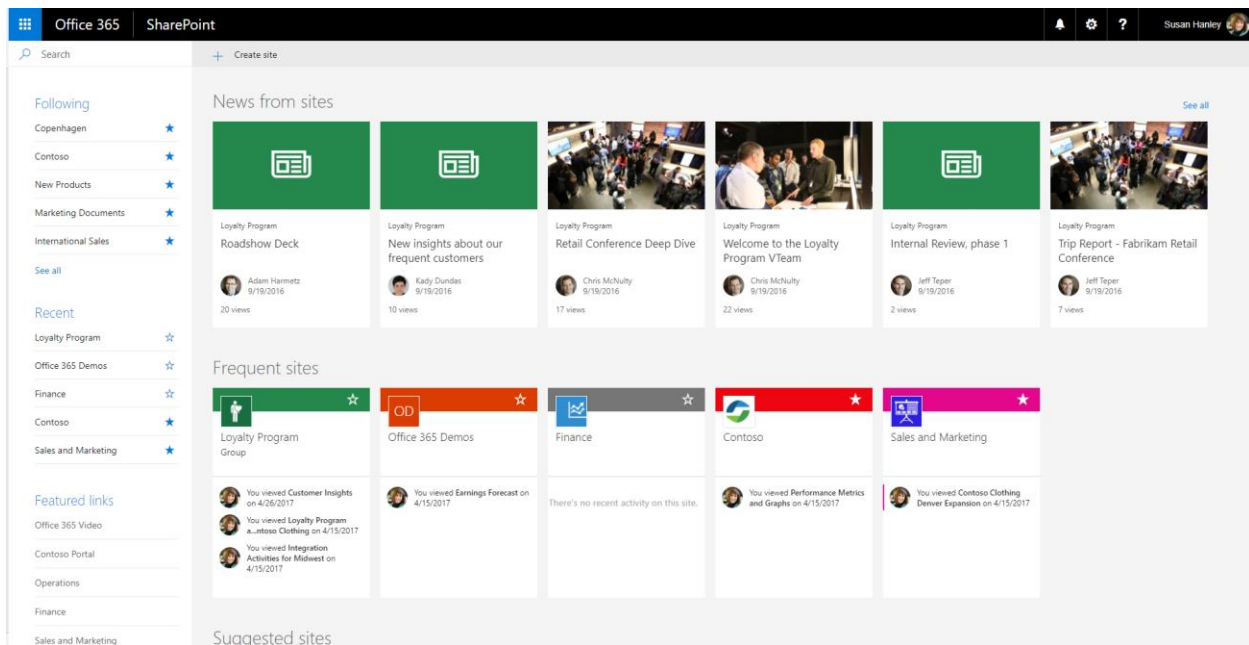 Office 365
SharePoint
?
Susan Hanley
Search
Create site
Following
Copenhagen
Contoso
New Products
Marketing Documents
International Sales
See all
Recent
Loyalty Program
Office 365 Demos
Finance
Contoso
Sales and Marketing
Featured links
Office 365 Video
Contoso Portal
Operations
Finance
Sales and Marketing
News from sites
See all
Loyalty Program
Roadshow Deck
Adam Harmetz
9/19/2016
20 views
Loyalty Program
New insights about our
frequent customers
Kady Dundas
9/19/2016
10 views
Loyalty Program
Retail Conference Deep Dive
Chris McNulty
9/19/2016
17 views
Loyalty Program
Welcome to the Loyalty
Program VTeam
Chris McNulty
9/19/2016
22 views
Loyalty Program
Internal Review, phase 1
Jeff Teper
9/19/2016
2 views
Loyalty Program
Trip Report - Fabrikam Retail
Conference
Jeff Teper
9/19/2016
7 views
Frequent sites
Loyalty Program
Group
You viewed Customer Insights
on 4/26/2017
You viewed Loyalty Program
a...ntoso Clothing on 4/15/2017
You viewed Integration
Activities for Midwest on
4/15/2017
OD
Office 365 Demos
You viewed Earnings Forecast on
4/15/2017
Finance
There's no recent activity on this site.
Contoso
You viewed Performance Metrics
and Graphs on 4/15/2017
Sales and Marketing
You viewed Contoso Clothing
Denver Expansion on 4/15/2017
Suggested sites